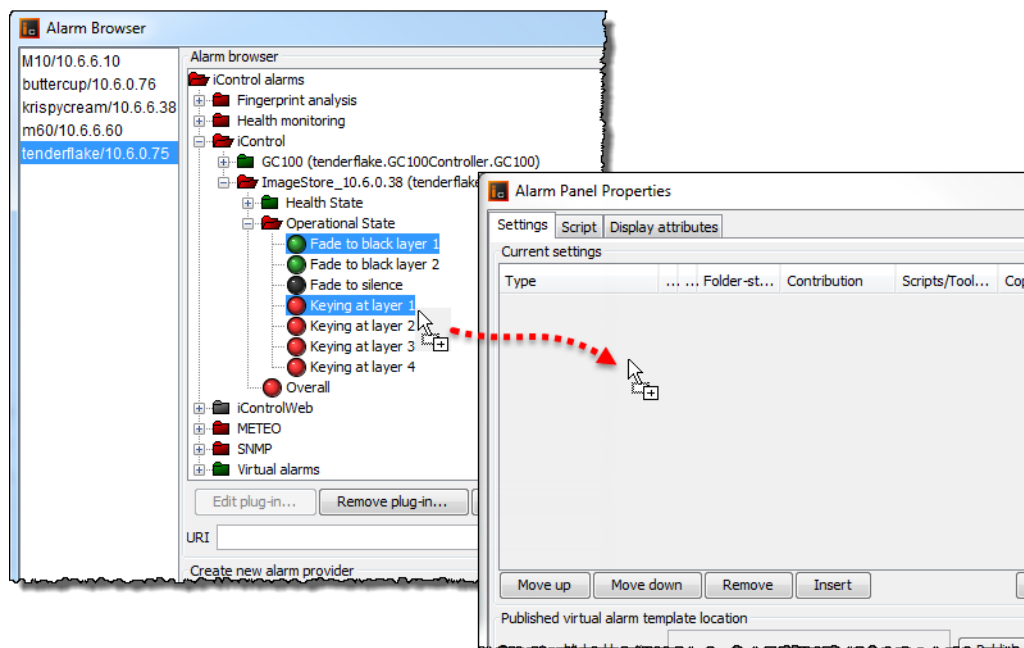 Alarm Browser
M10/10.6.6.10
buttercup/10.6.0.76
krispycream/10.6.6.38
m60/10.6.6.60
tenderflake/10.6.0.75
Alarm browser
iControl alarms
Fingerprint analysis
Health monitoring
iControl
GC100 (tenderflake.GC100Controller.GC100)
ImageStore_10.6.0.38 (tenderflake
Health State
Operational State
Fade to black layer 1
Fade to black layer 2
Fade to silence
Keying at layer 1
Keying at layer 2
Keying at layer 3
Keying at layer 4
Overall
iControlWeb
METEO
SNMP
Virtual alarms
Edit plug-in...
Remove plug-in...
URI
Create new alarm provider
Alarm Panel Properties
Settings Script Display attributes
Current settings
Type ... ... Folder-st... Contribution Scripts/Tool... Cop
Move up Move down Remove Insert
Published virtual alarm template location